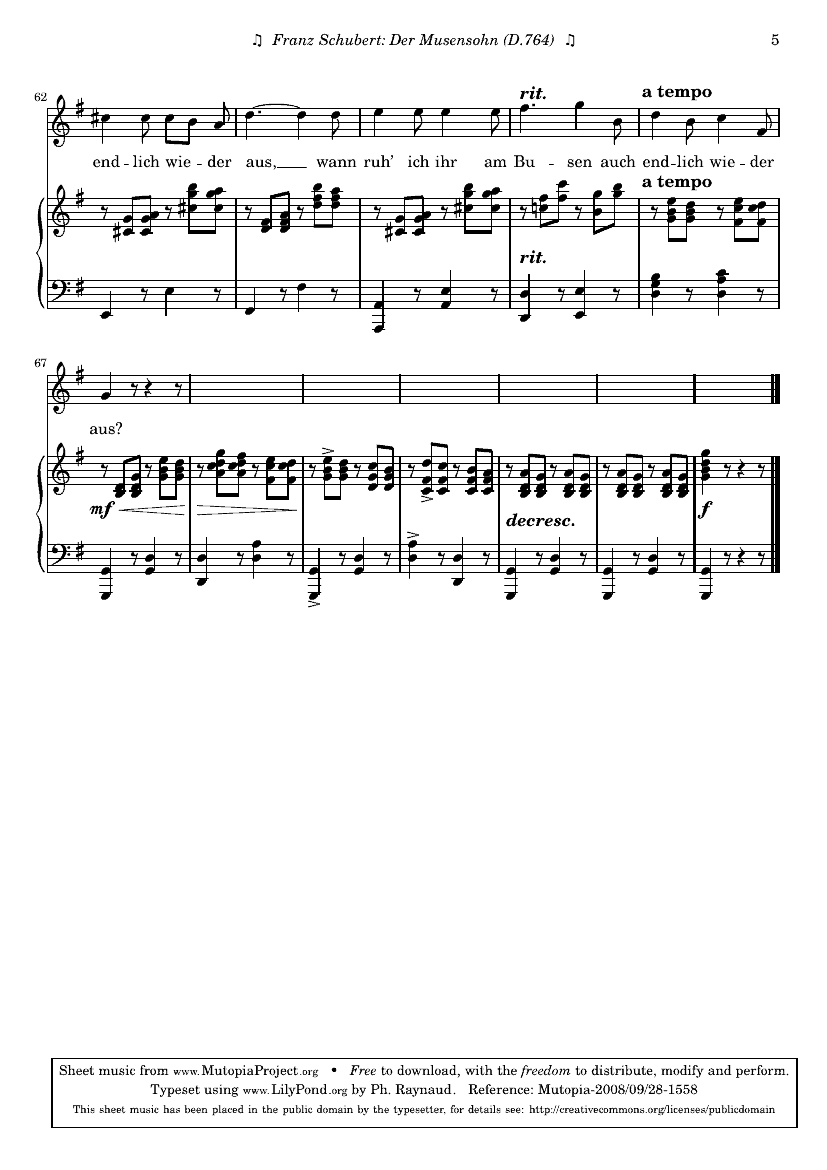 ♫ Franz Schubert: Der Musensohn (D.764) ♫ 5
62
rit. a tempo
end - lich wie - der aus, wann ruh' ich ihr am Bu - sen auch end - lich wie - der
a tempo
rit.
67
aus?
mf
decresc.
f
Sheet music from www.MutopiaProject.org • Free to download, with the freedom to distribute, modify and perform.
Typeset using www.LilyPond.org by Ph. Raynaud. Reference: Mutopia-2008/09/28-1558
This sheet music has been placed in the public domain by the typesetter, for details see: http://creativecommons.org/licenses/publicdomain